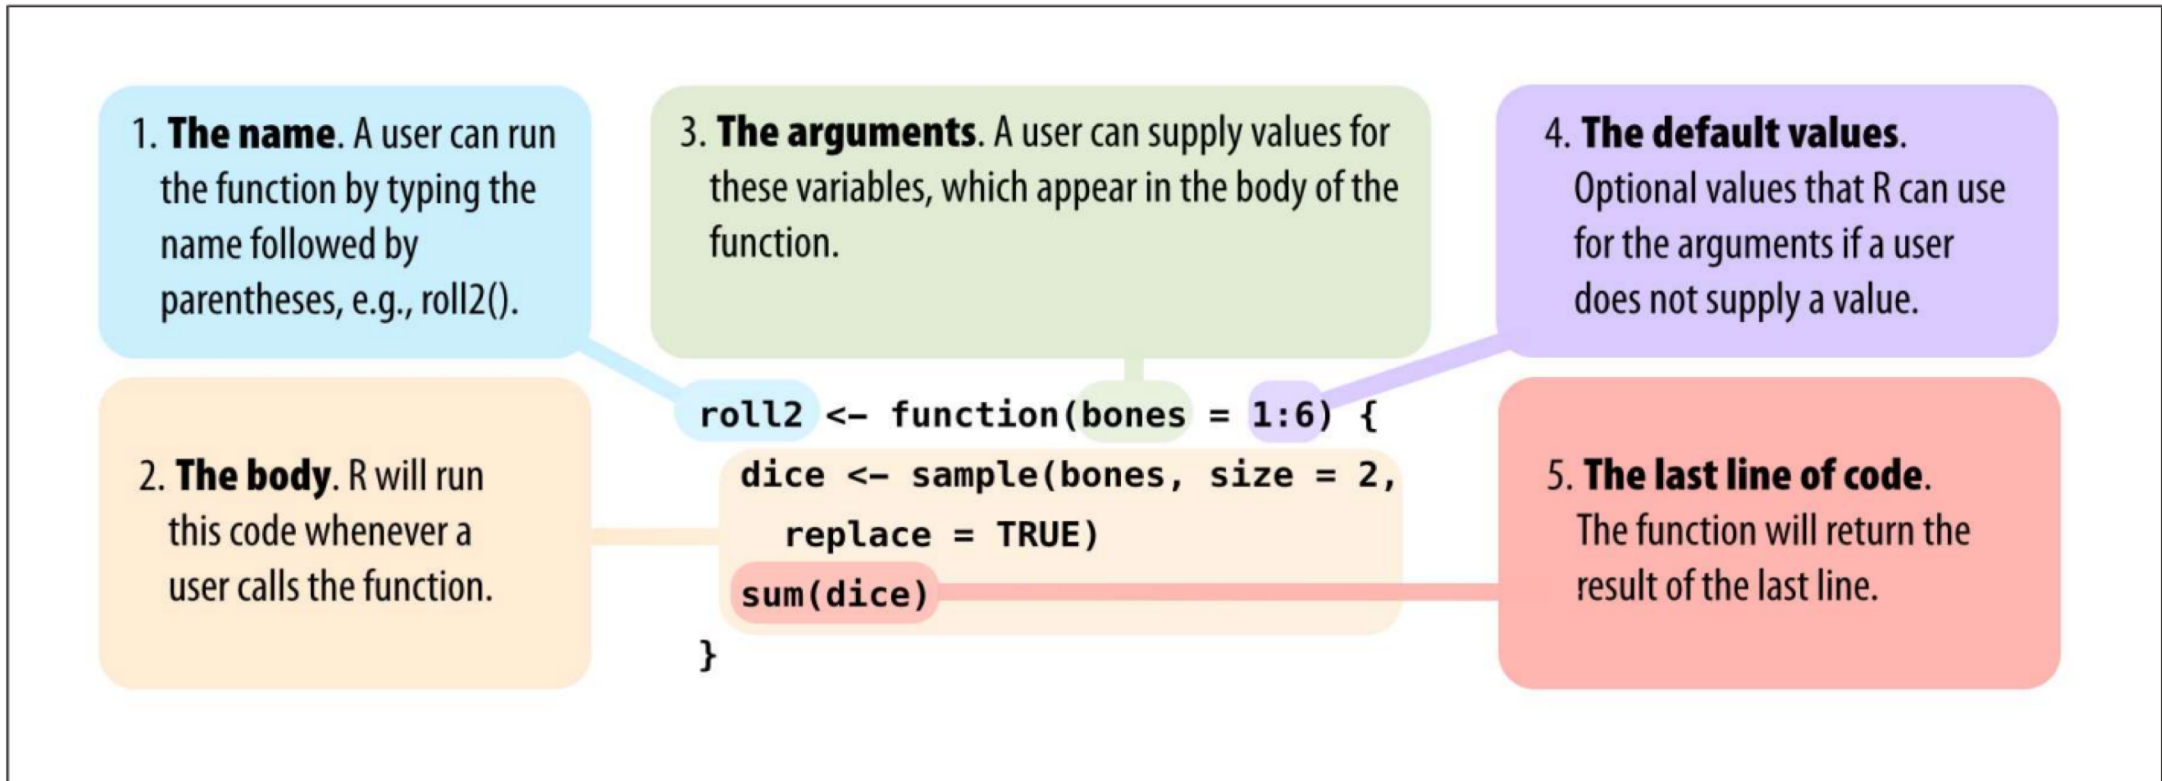 1. The name. A user can run
the function by typing the
name followed by
parentheses, e.g., roll2().
3. The arguments. A user can supply values for
these variables, which appear in the body of the
function.
4. The default values.
Optional values that R can use
for the arguments if a user
does not supply a value.
2. The body. R will run
this code whenever a
user calls the function.
roll2 <- function(bones = 1:6) {
dice <- sample(bones, size = 2,
replace = TRUE)
sum(dice)
}
5. The last line of code.
The function will return the
result of the last line.